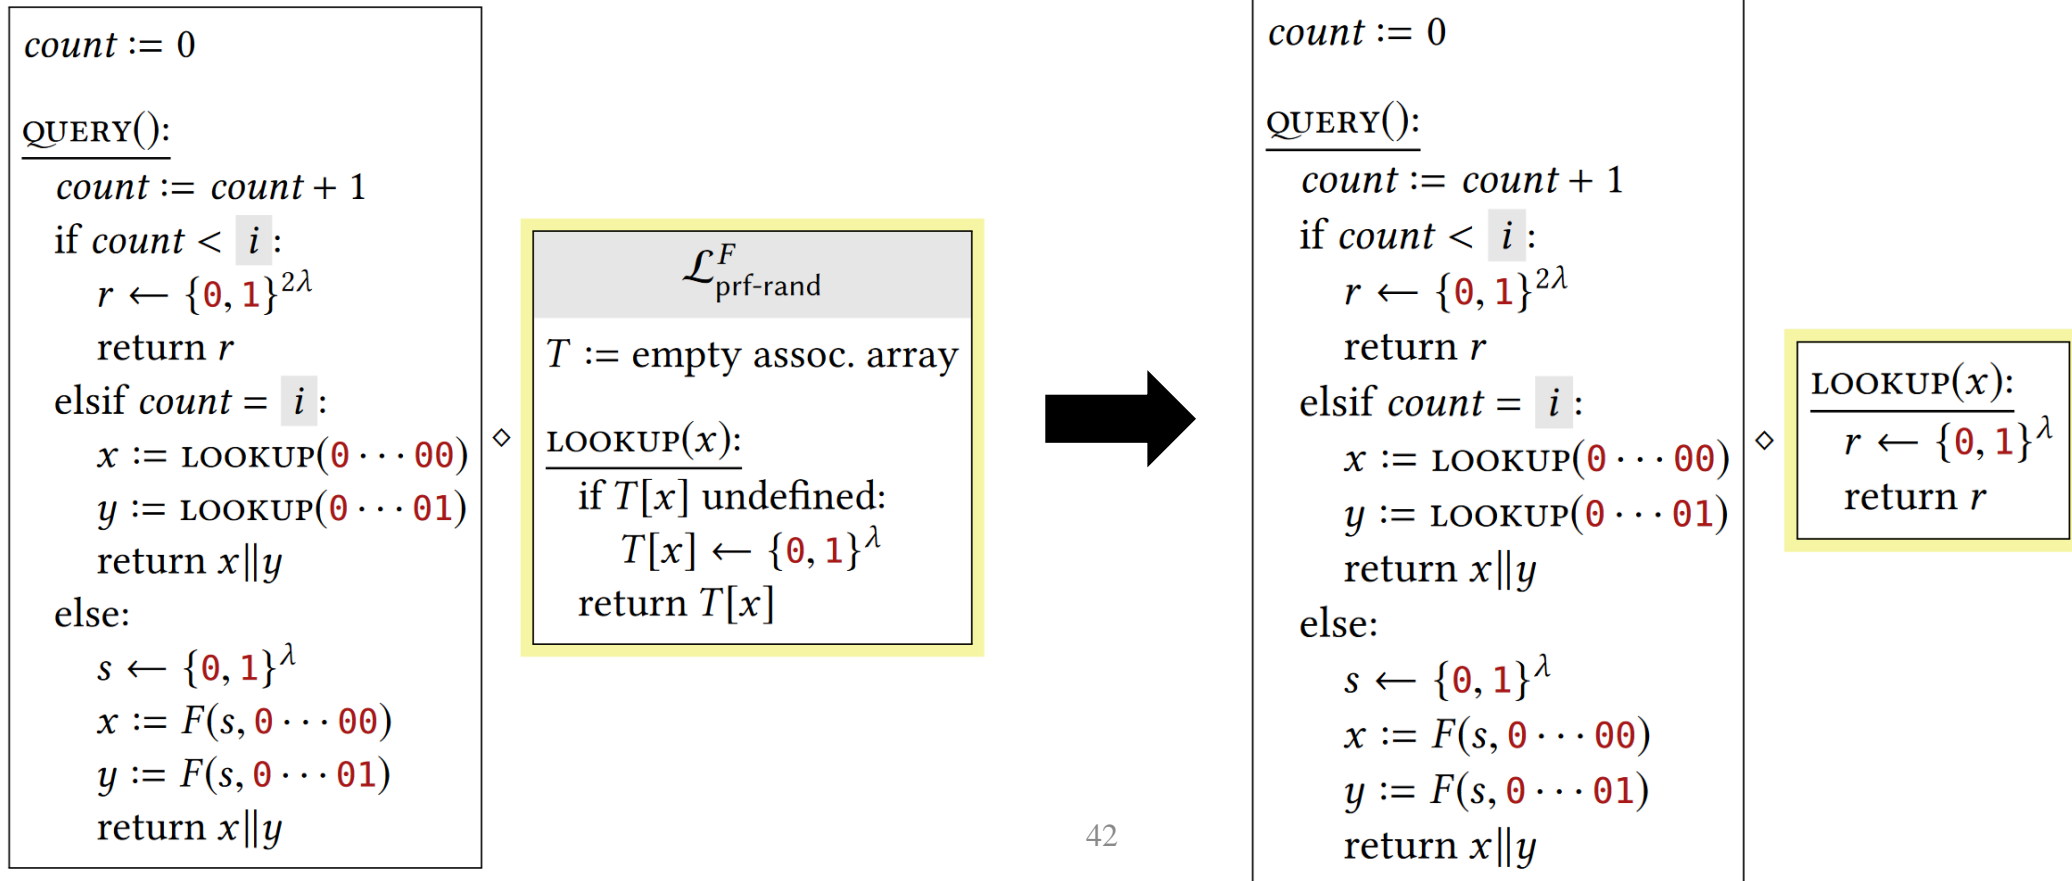 count := 0
QUERY():
count := count + 1
if count < i :
r ← {0, 1}^{2λ}
return r
elsif count = i :
x := LOOKUP(0···00)
y := LOOKUP(0···01)
return x‖y
else:
s ← {0, 1}^λ
x := F(s, 0···00)
y := F(s, 0···01)
return x‖y
⋄
ℒ^F_{prf-rand}
T := empty assoc. array
LOOKUP(x):
if T[x] undefined:
T[x] ← {0, 1}^λ
return T[x]
count := 0
QUERY():
count := count + 1
if count < i :
r ← {0, 1}^{2λ}
return r
elsif count = i :
x := LOOKUP(0···00)
y := LOOKUP(0···01)
return x‖y
else:
s ← {0, 1}^λ
x := F(s, 0···00)
y := F(s, 0···01)
return x‖y
⋄
LOOKUP(x):
r ← {0, 1}^λ
return r
42